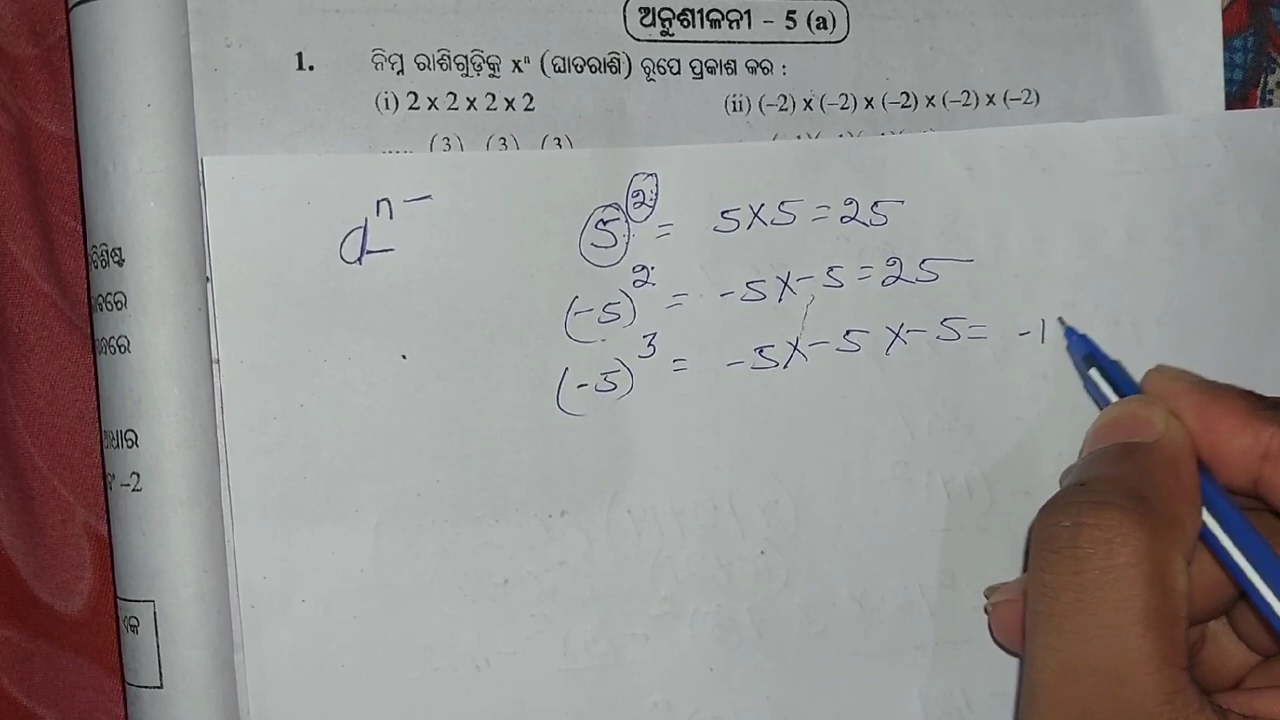 ଅନୁଶୀଳନୀ – 5 (a)
1. ନିମ୍ନ ରାଶିଗୁଡ଼ିକୁ xⁿ (ଘାତରାଶି) ରୂପେ ପ୍ରକାଶ କର :
(i) 2 x 2 x 2 x 2 (ii) (–2) x (–2) x (–2) x (–2) x (–2)
5² = 5×5=25
(-5)² = -5×-5=25
(-5)³ = -5×-5×-5= -1
ବିଶିଷ୍ଟ
–2